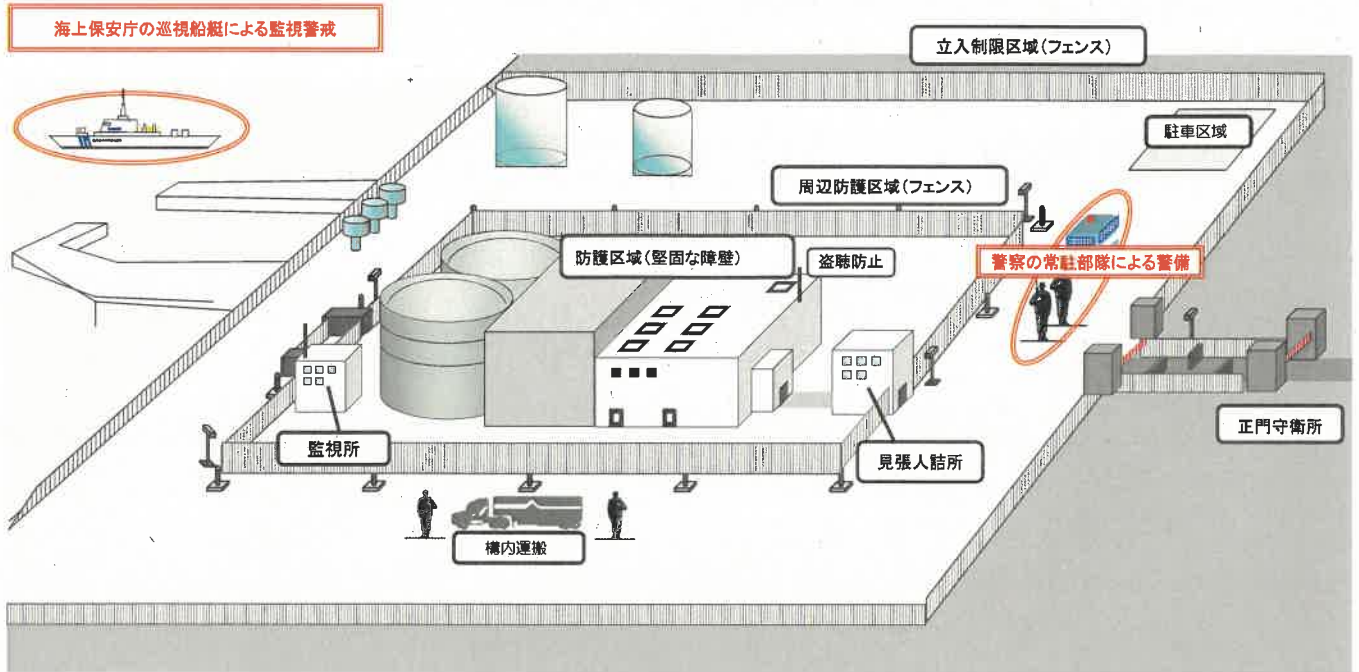 海上保安庁の巡視船艇による監視警戒
立入制限区域(フェンス)
駐車区域
周辺防護区域(フェンス)
防護区域(堅固な障壁)
盗聴防止
警察の常駐部隊による警備
監視所
見張人詰所
正門守衛所
構内運搬